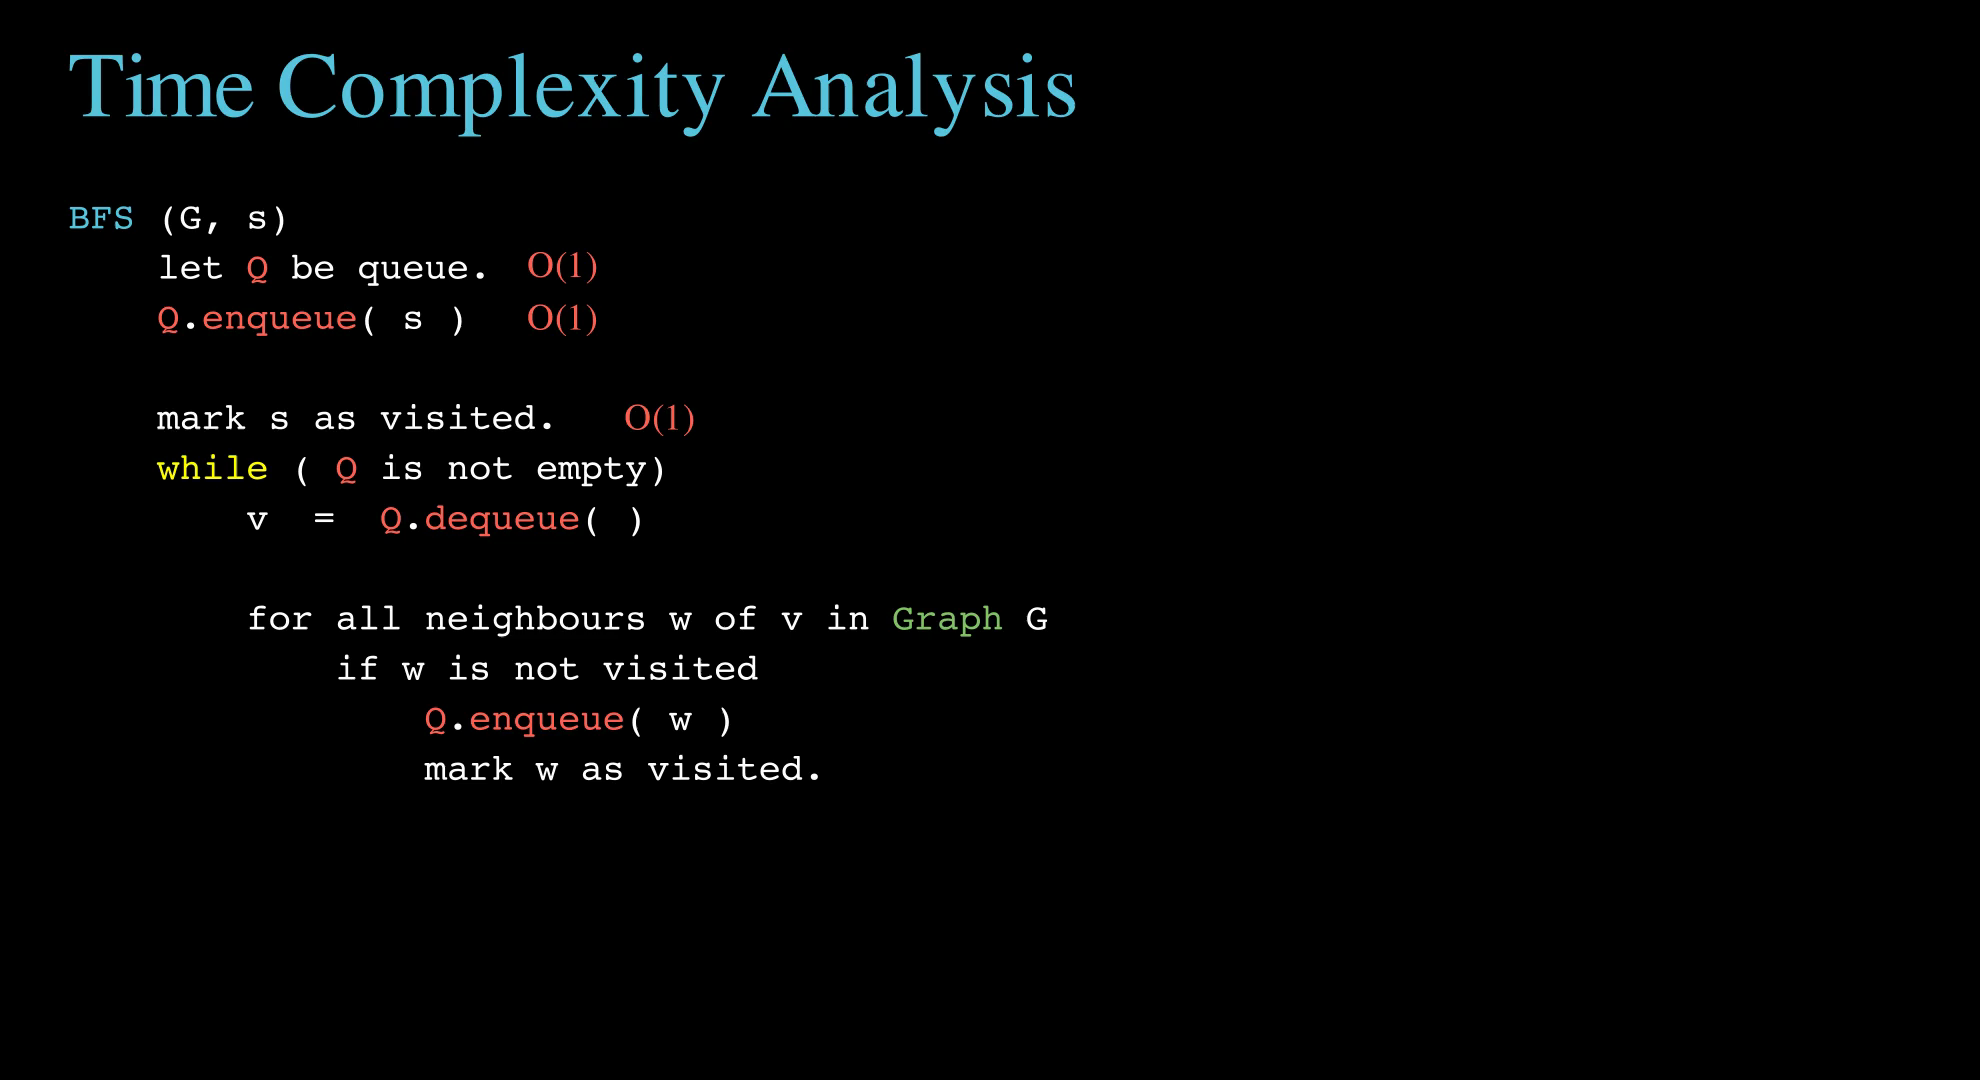 Time Complexity Analysis
BFS (G, s)
let Q be queue. O(1)
Q.enqueue( s ) O(1)
mark s as visited. O(1)
while ( Q is not empty)
v = Q.dequeue( )
for all neighbours w of v in Graph G
if w is not visited
Q.enqueue( w )
mark w as visited.